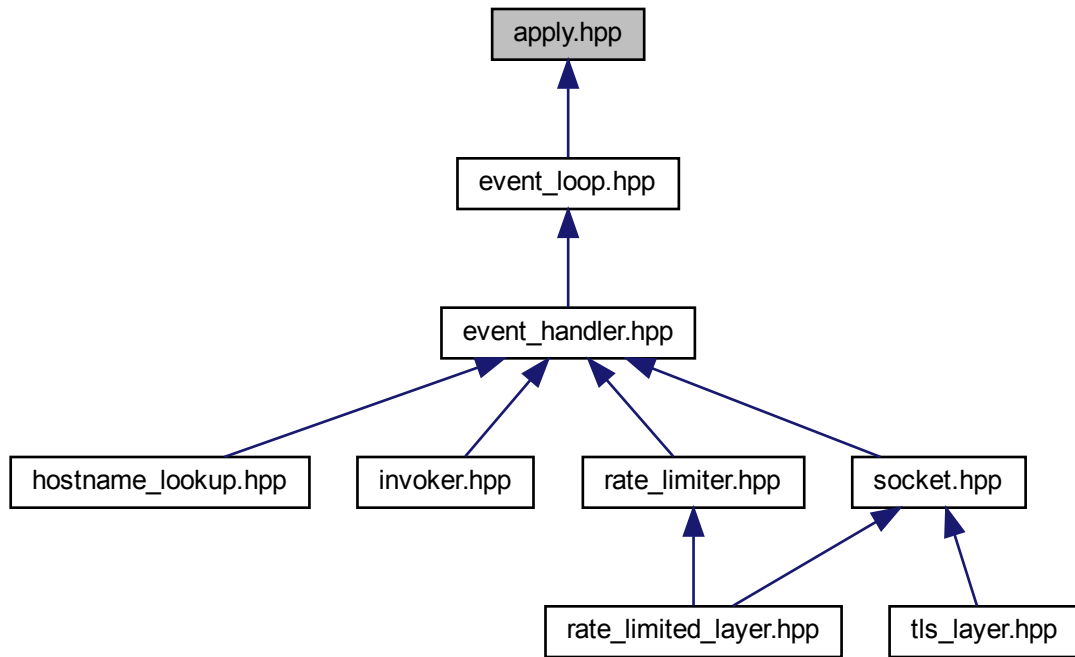 apply.hpp
event_loop.hpp
event_handler.hpp
hostname_lookup.hpp
invoker.hpp
rate_limiter.hpp
socket.hpp
rate_limited_layer.hpp
tls_layer.hpp